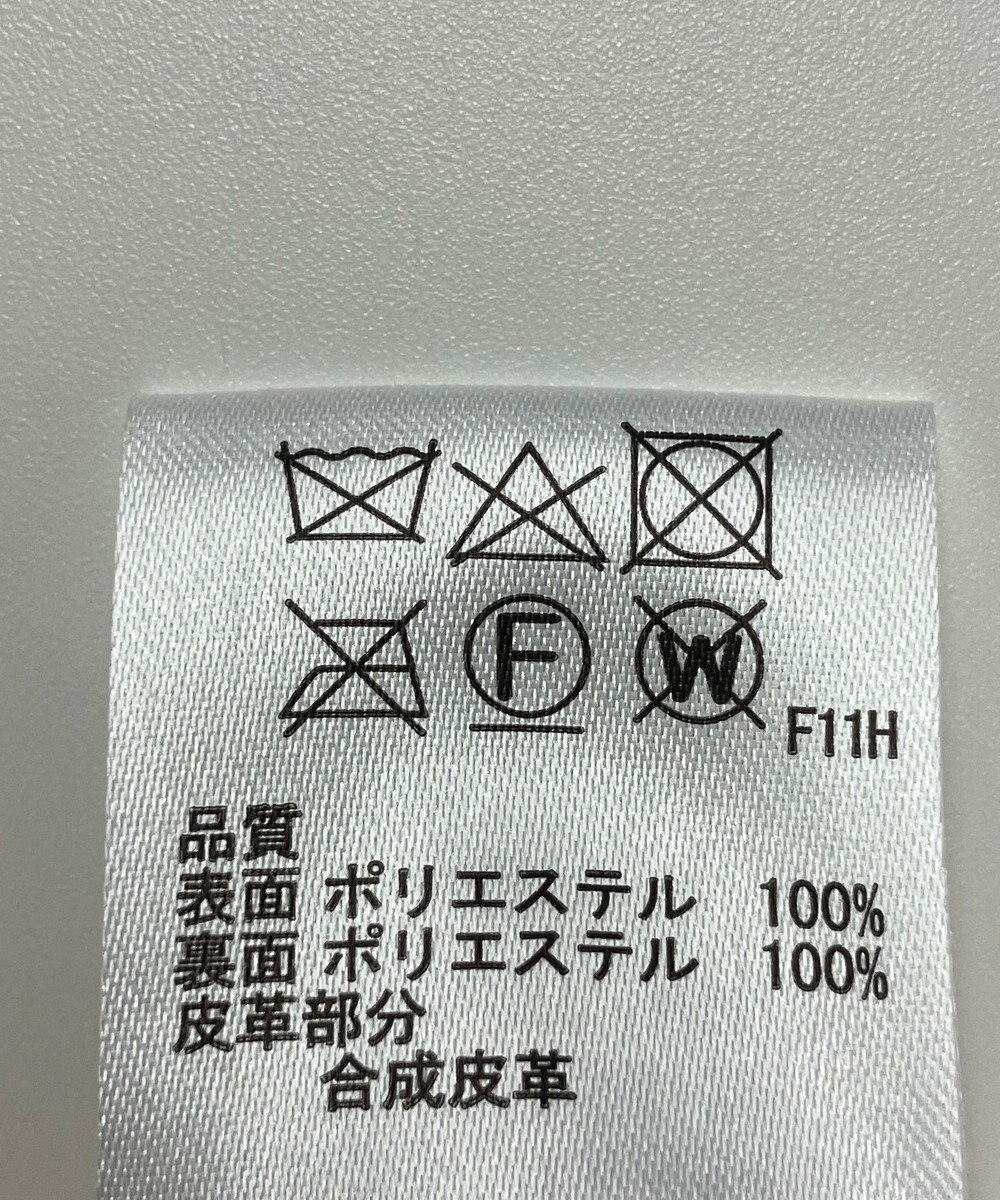 F
W
F11H
品質
表面 ポリエステル 100%
裏面 ポリエステル 100%
皮革部分
合成皮革